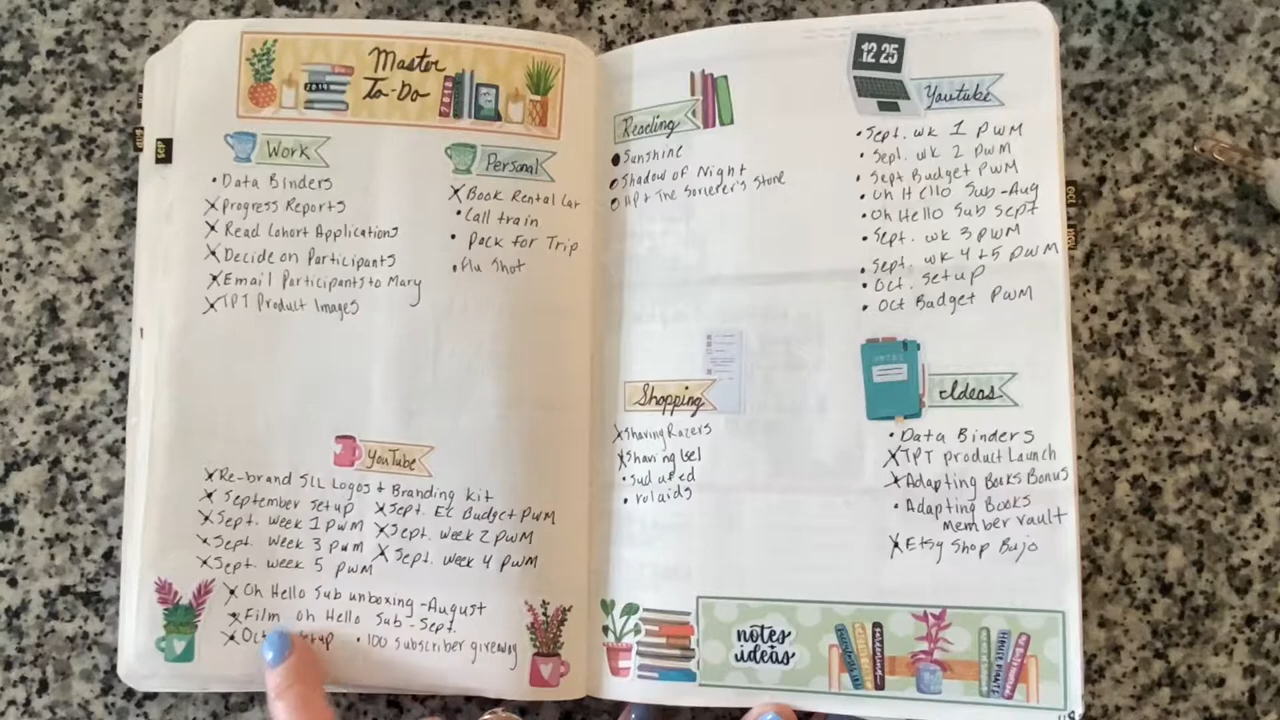 Master
To-Do
Work
• Data Binders
X Progress Reports
X Read Cohort Applications
X Decide on Participants
X Email Participants to Mary
X TPT Product Images
Personal
X Book Rental Car
• Call train
• Pack for Trip
• Flu Shot
YouTube
X Re-brand SLL Logos + Branding kit
X September Setup X Sept. EC Budget PWM
X Sept. Week 1 PWM X Sept. Week 2 PWM
X Sept. Week 3 PWM X Sept. Week 4 PWM
X Sept. Week 5 PWM
X Oh Hello Sub unboxing - August
X Film Oh Hello Sub - Sept.
X Oct • 100 Subscriber giveaway
Reading
Sunshine
Shadow of Night
HP + The Sorcerer's Stone
12 25
Youtube
• Sept. wk 1 PWM
• Sept. wk 2 PWM
• Sept Budget PWM
• Oh Hello Sub-Aug
• Oh Hello Sub Sept
• Sept. wk 3 PWM
• Sept. wk 4+5 PWM
• Oct. setup
• Oct Budget PWM
Shopping
X Shaving Razers
X Shaving Gel
• Sudafed
• rolaids
Ideas
• Data Binders
X TPT product Launch
X Adapting Books Bonus
• Adapting Books
member vault
X Etsy Shop Bujo
notes
+
ideas
SEP
OCT
NOV